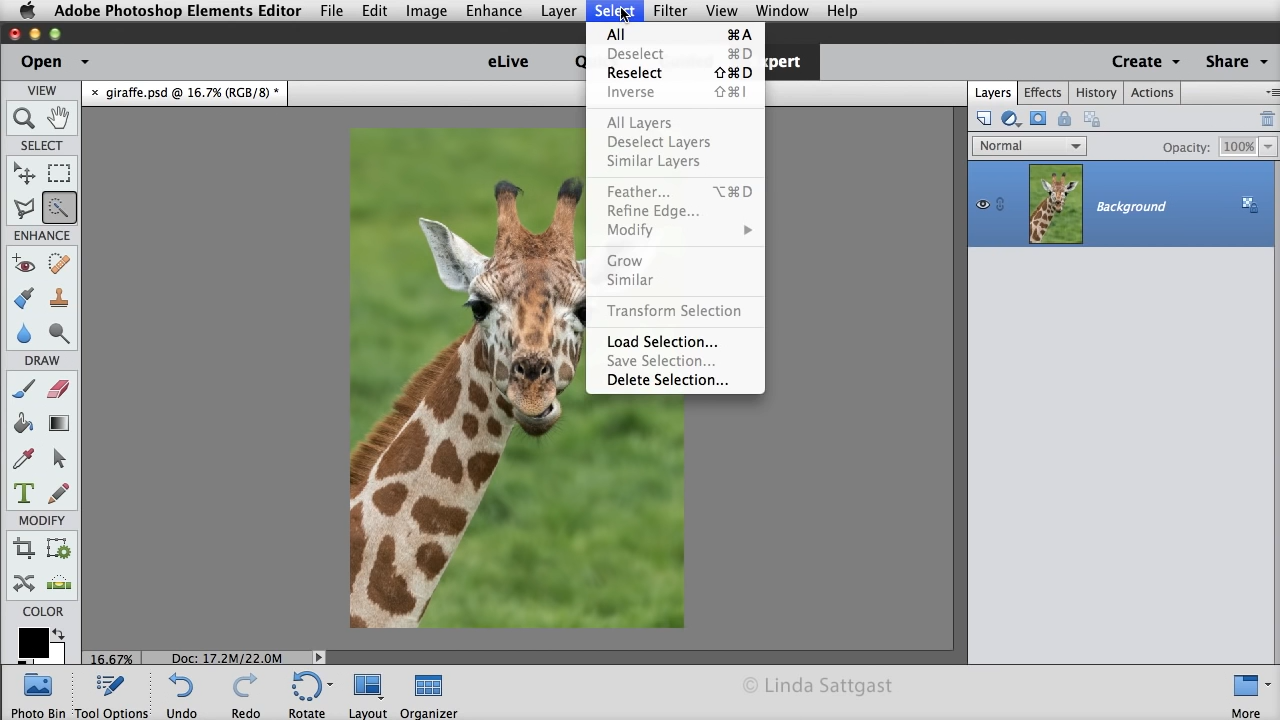 Adobe Photoshop Elements Editor File Edit Image Enhance Layer Select Filter View Window Help
Open eLive Q xpert Create Share
× giraffe.psd @ 16.7% (RGB/8) *
VIEW
SELECT
ENHANCE
DRAW
MODIFY
COLOR
All ⌘A
Deselect ⌘D
Reselect ⇧⌘D
Inverse ⇧⌘I
All Layers
Deselect Layers
Similar Layers
Feather... ⌥⌘D
Refine Edge...
Modify
Grow
Similar
Transform Selection
Load Selection...
Save Selection...
Delete Selection...
Layers Effects History Actions
Normal Opacity: 100%
Background
16.67% Doc: 17.2M/22.0M
© Linda Sattgast
Photo Bin Tool Options Undo Redo Rotate Layout Organizer More